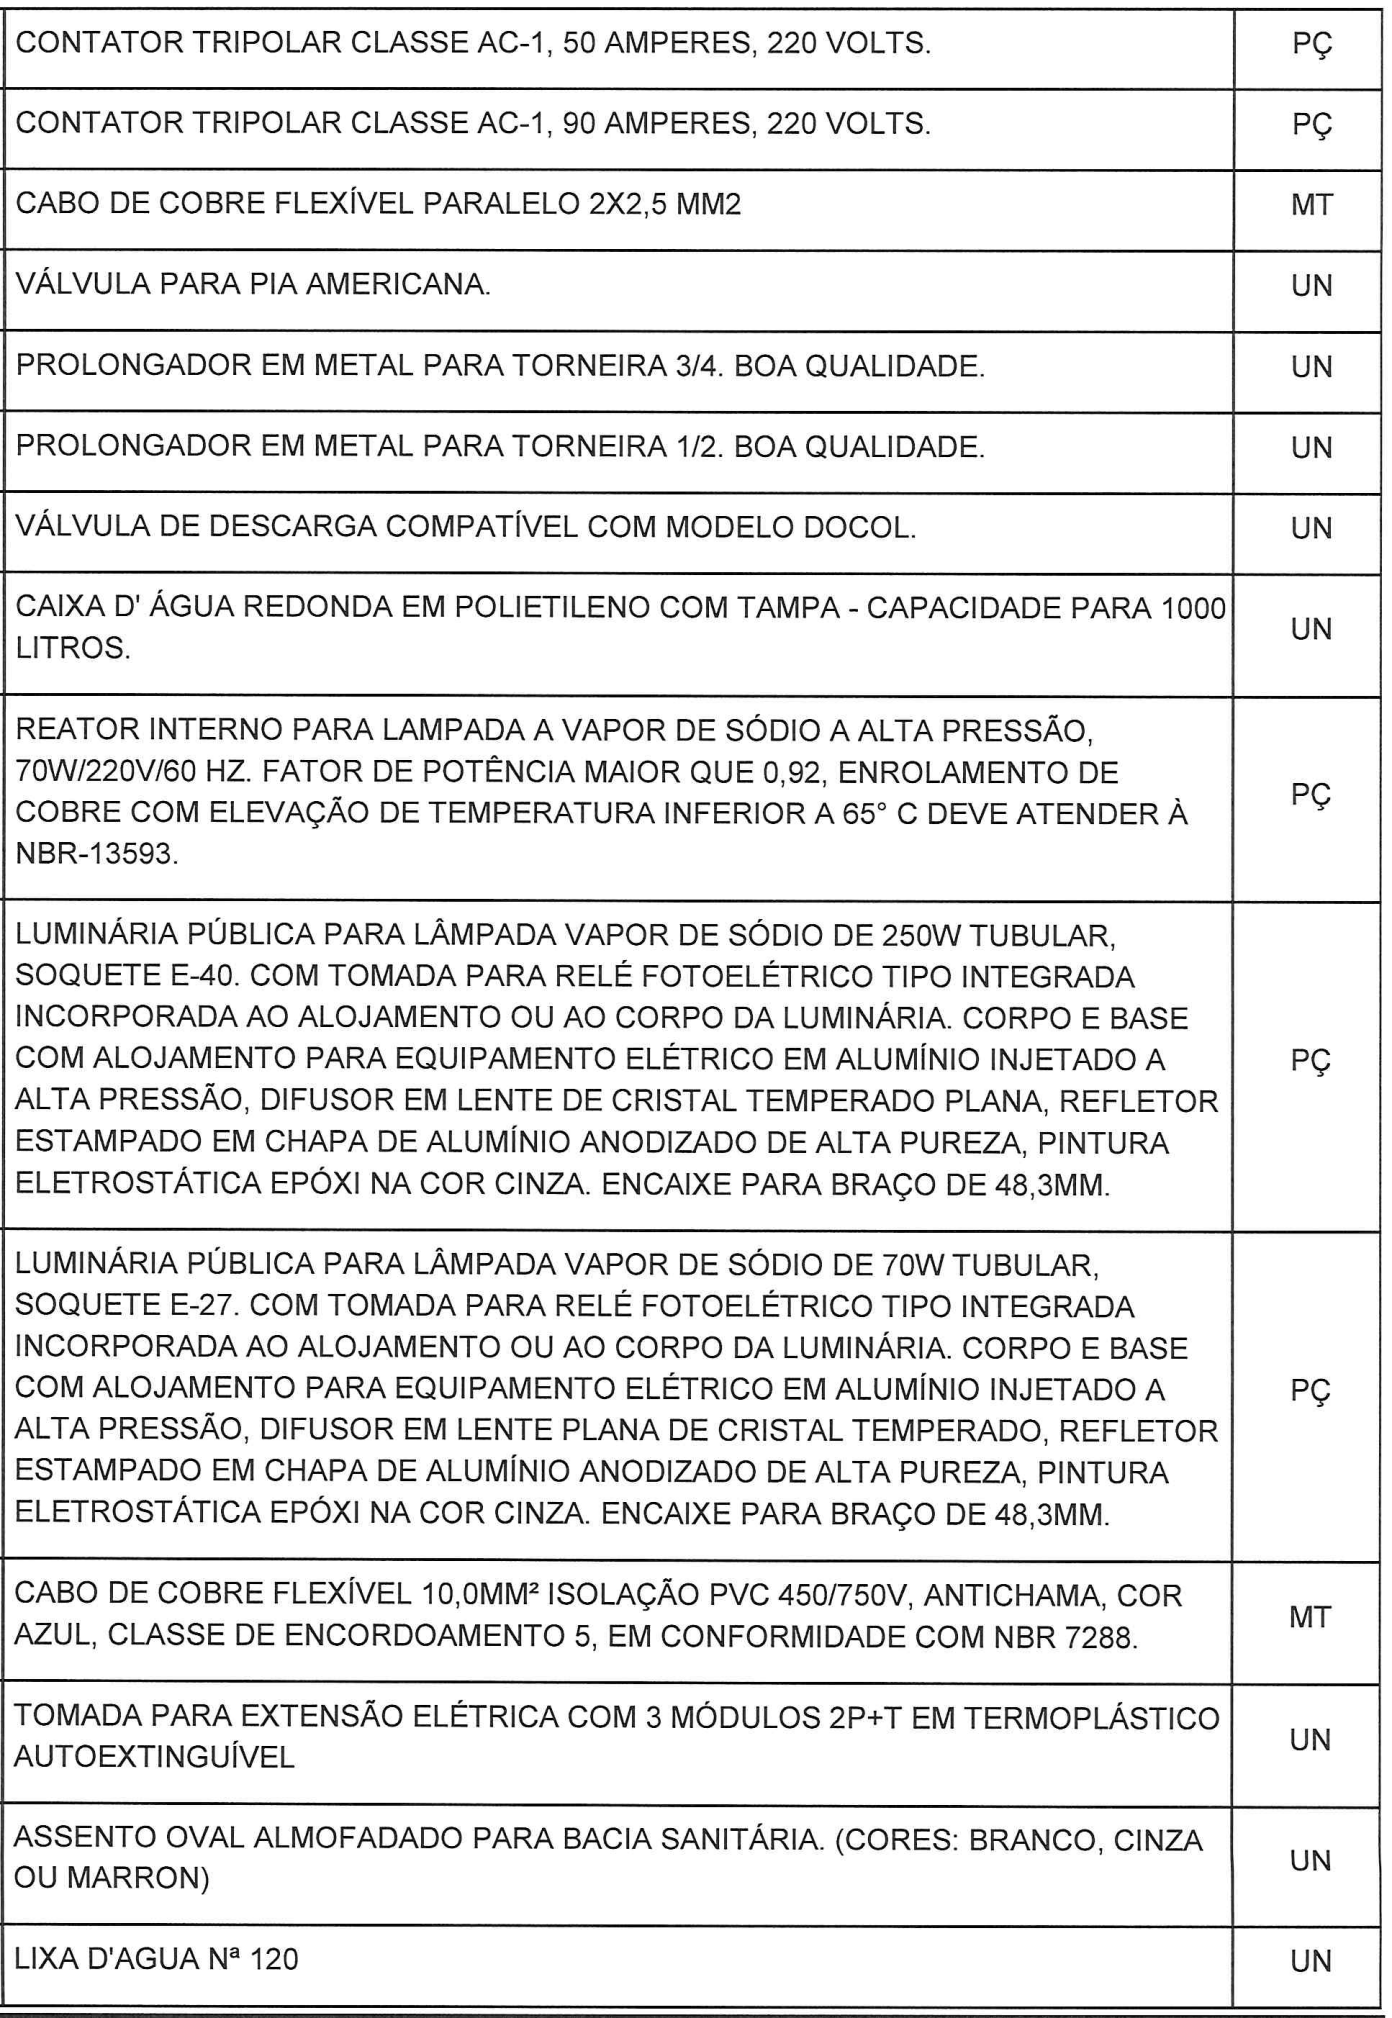 CONTATOR TRIPOLAR CLASSE AC-1, 50 AMPERES, 220 VOLTS. PÇ
CONTATOR TRIPOLAR CLASSE AC-1, 90 AMPERES, 220 VOLTS. PÇ
CABO DE COBRE FLEXÍVEL PARALELO 2X2,5 MM2 MT
VÁLVULA PARA PIA AMERICANA. UN
PROLONGADOR EM METAL PARA TORNEIRA 3/4. BOA QUALIDADE. UN
PROLONGADOR EM METAL PARA TORNEIRA 1/2. BOA QUALIDADE. UN
VÁLVULA DE DESCARGA COMPATÍVEL COM MODELO DOCOL. UN
CAIXA D' ÁGUA REDONDA EM POLIETILENO COM TAMPA - CAPACIDADE PARA 1000
LITROS.
UN
REATOR INTERNO PARA LAMPADA A VAPOR DE SÓDIO A ALTA PRESSÃO,
70W/220V/60 HZ. FATOR DE POTÊNCIA MAIOR QUE 0,92, ENROLAMENTO DE
COBRE COM ELEVAÇÃO DE TEMPERATURA INFERIOR A 65° C DEVE ATENDER À
NBR-13593.
PÇ
LUMINÁRIA PÚBLICA PARA LÂMPADA VAPOR DE SÓDIO DE 250W TUBULAR,
SOQUETE E-40. COM TOMADA PARA RELÉ FOTOELÉTRICO TIPO INTEGRADA
INCORPORADA AO ALOJAMENTO OU AO CORPO DA LUMINÁRIA. CORPO E BASE
COM ALOJAMENTO PARA EQUIPAMENTO ELÉTRICO EM ALUMÍNIO INJETADO A
ALTA PRESSÃO, DIFUSOR EM LENTE DE CRISTAL TEMPERADO PLANA, REFLETOR
ESTAMPADO EM CHAPA DE ALUMÍNIO ANODIZADO DE ALTA PUREZA, PINTURA
ELETROSTÁTICA EPÓXI NA COR CINZA. ENCAIXE PARA BRAÇO DE 48,3MM.
PÇ
LUMINÁRIA PÚBLICA PARA LÂMPADA VAPOR DE SÓDIO DE 70W TUBULAR,
SOQUETE E-27. COM TOMADA PARA RELÉ FOTOELÉTRICO TIPO INTEGRADA
INCORPORADA AO ALOJAMENTO OU AO CORPO DA LUMINÁRIA. CORPO E BASE
COM ALOJAMENTO PARA EQUIPAMENTO ELÉTRICO EM ALUMÍNIO INJETADO A
ALTA PRESSÃO, DIFUSOR EM LENTE PLANA DE CRISTAL TEMPERADO, REFLETOR
ESTAMPADO EM CHAPA DE ALUMÍNIO ANODIZADO DE ALTA PUREZA, PINTURA
ELETROSTÁTICA EPÓXI NA COR CINZA. ENCAIXE PARA BRAÇO DE 48,3MM.
PÇ
CABO DE COBRE FLEXÍVEL 10,0MM² ISOLAÇÃO PVC 450/750V, ANTICHAMA, COR
AZUL, CLASSE DE ENCORDOAMENTO 5, EM CONFORMIDADE COM NBR 7288.
MT
TOMADA PARA EXTENSÃO ELÉTRICA COM 3 MÓDULOS 2P+T EM TERMOPLÁSTICO
AUTOEXTINGUÍVEL
UN
ASSENTO OVAL ALMOFADADO PARA BACIA SANITÁRIA. (CORES: BRANCO, CINZA
OU MARRON)
UN
LIXA D'AGUA Nª 120 UN